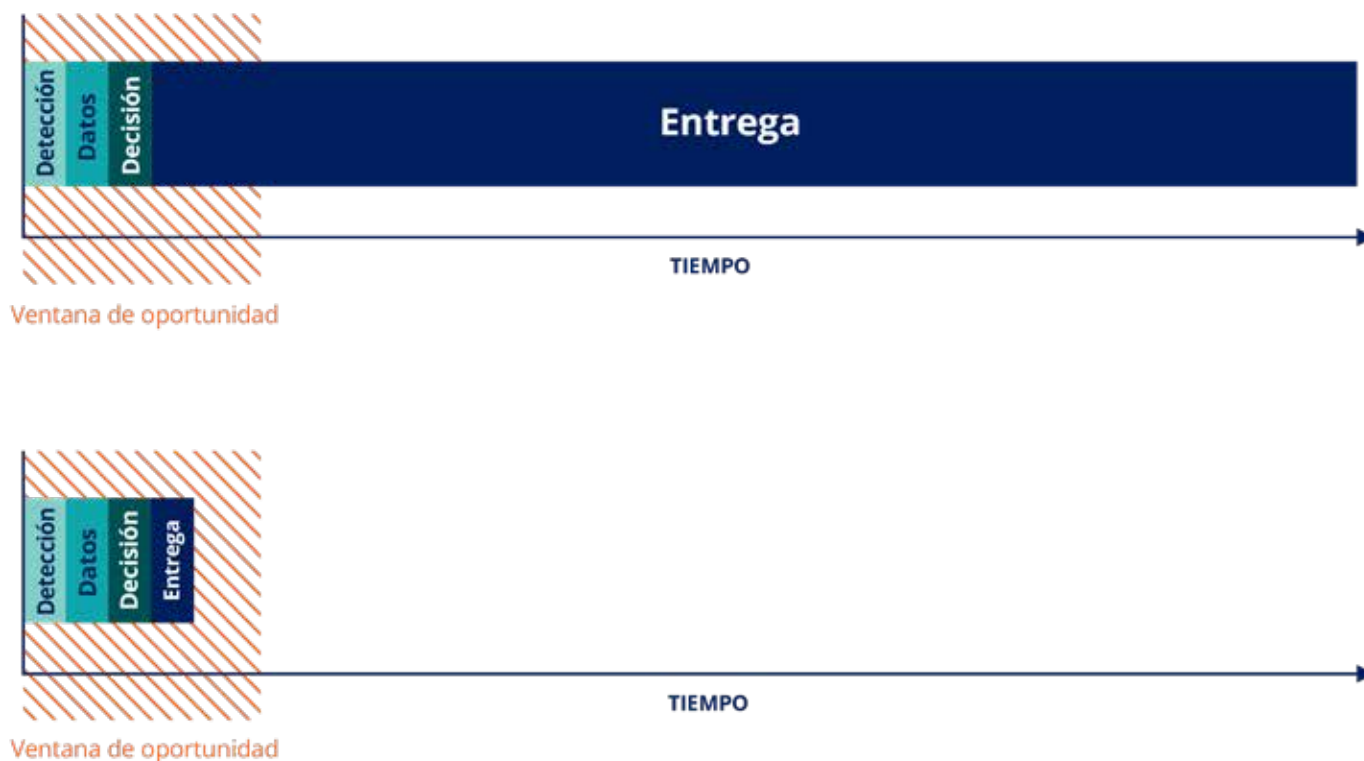 Detección
Datos
Decisión
Entrega
TIEMPO
Ventana de oportunidad
Detección
Datos
Decisión
Entrega
TIEMPO
Ventana de oportunidad